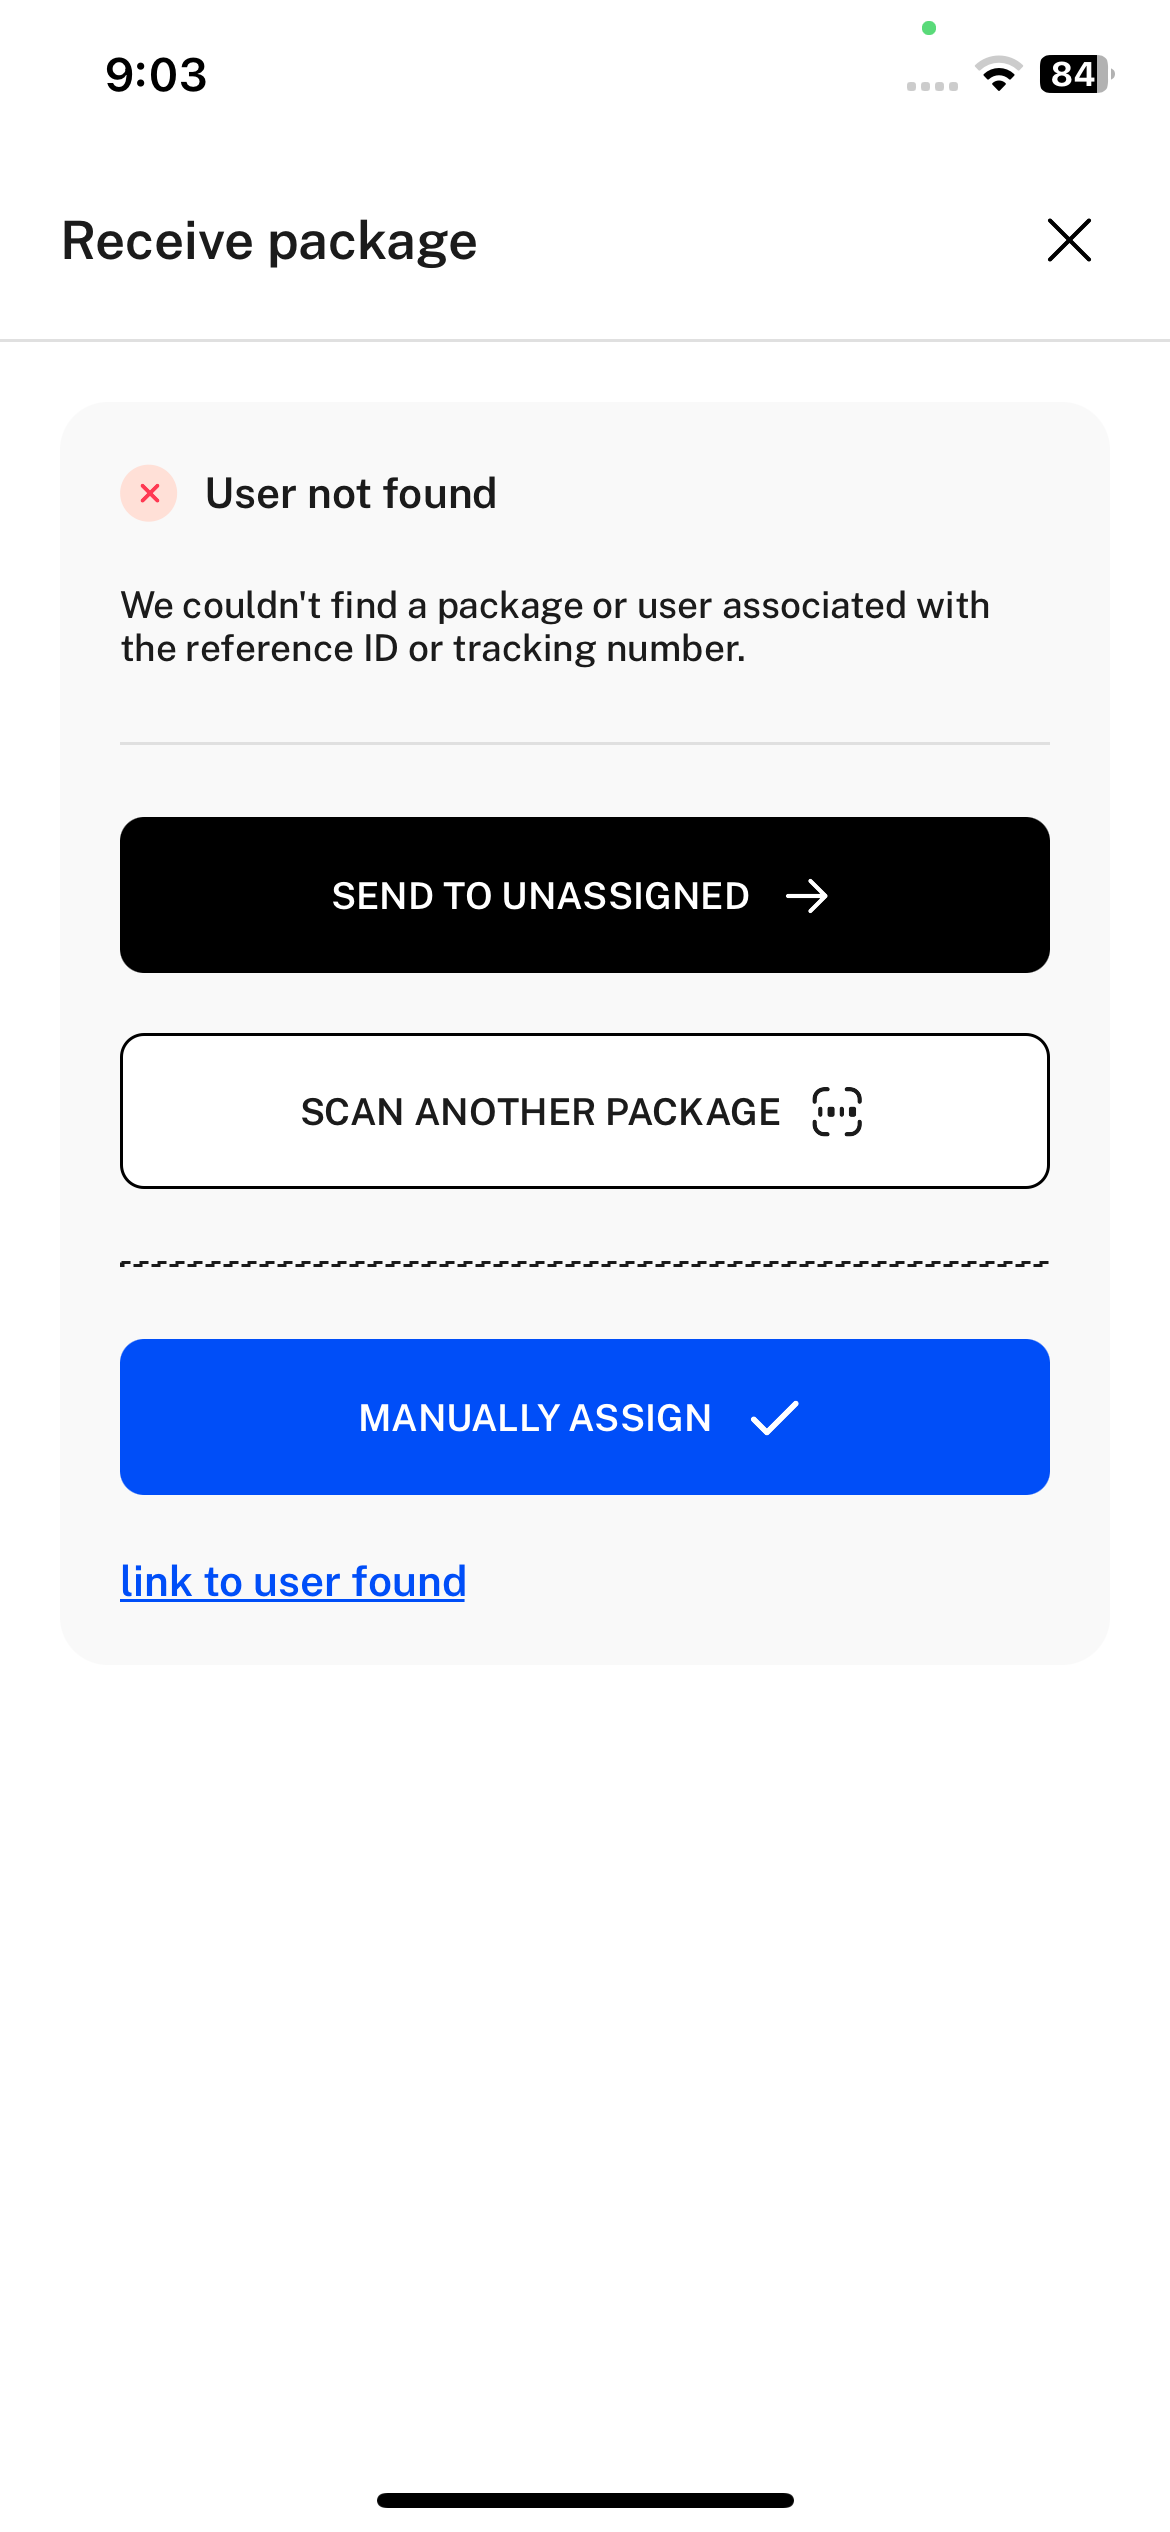 9:03
84
Receive package
User not found
We couldn't find a package or user associated with
the reference ID or tracking number.
SEND TO UNASSIGNED
SCAN ANOTHER PACKAGE
MANUALLY ASSIGN
link to user found